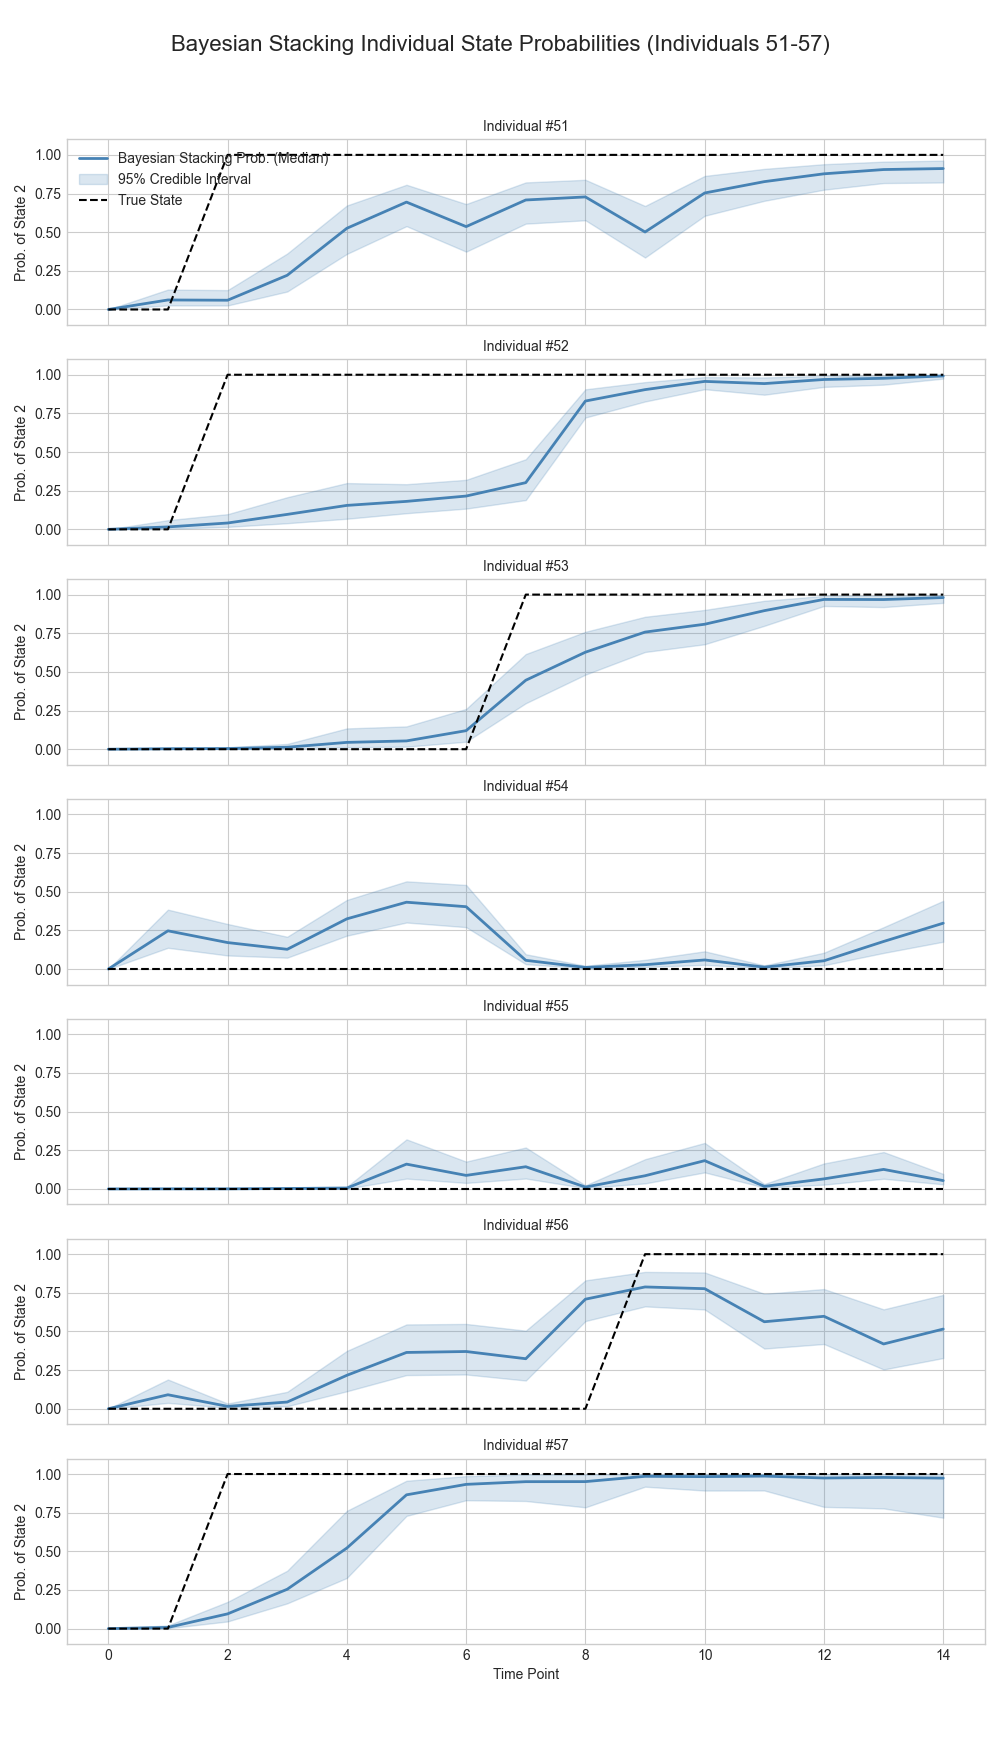 Bayesian Stacking Individual State Probabilities (Individuals 51-57)
Individual #51
Prob. of State 2
1.00
0.75
0.50
0.25
0.00
Bayesian Stacking Prob. (Median)
95% Credible Interval
True State
Individual #52
Prob. of State 2
1.00
0.75
0.50
0.25
0.00
Individual #53
Prob. of State 2
1.00
0.75
0.50
0.25
0.00
Individual #54
Prob. of State 2
1.00
0.75
0.50
0.25
0.00
Individual #55
Prob. of State 2
1.00
0.75
0.50
0.25
0.00
Individual #56
Prob. of State 2
1.00
0.75
0.50
0.25
0.00
Individual #57
Prob. of State 2
1.00
0.75
0.50
0.25
0.00
0 2 4 6 8 10 12 14
Time Point